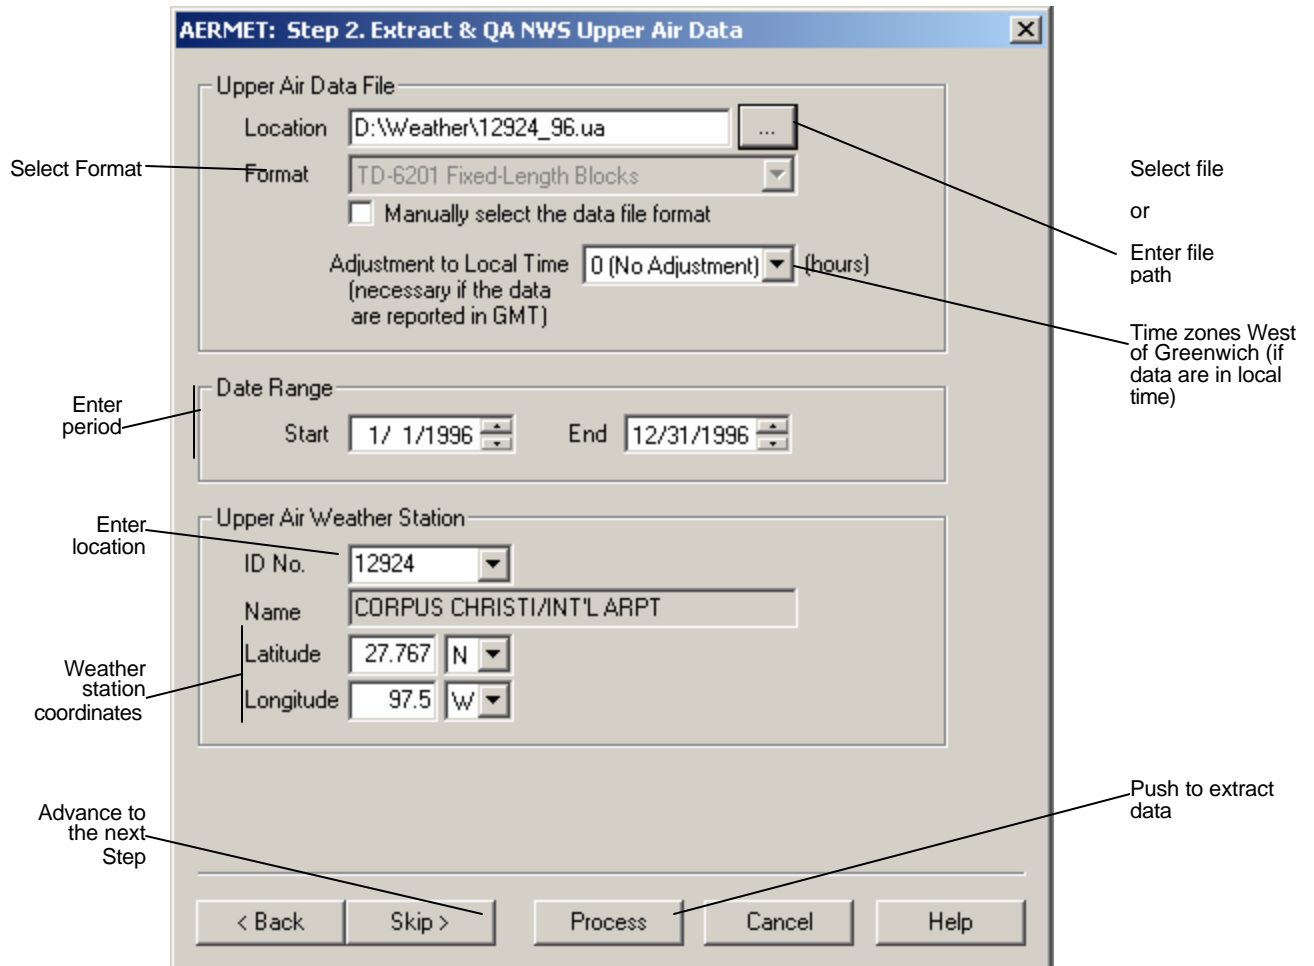 AERMET: Step 2. Extract & QA NWS Upper Air Data
Upper Air Data File
Location D:\Weather\12924_96.ua ...
Select Format
Format TD-6201 Fixed-Length Blocks
Manually select the data file format
Adjustment to Local Time 0 (No Adjustment) (hours)
(necessary if the data
are reported in GMT)
Select file
or
Enter file
path
Time zones West
of Greenwich (if
data are in local
time)
Date Range
Enter
period
Start 1/ 1/1996 End 12/31/1996
Upper Air Weather Station
Enter
location
ID No. 12924
Name CORPUS CHRISTI/INT'L ARPT
Latitude 27.767 N
Longitude 97.5 W
Weather
station
coordinates
Advance to
the next
Step
Push to extract
data
< Back Skip > Process Cancel Help